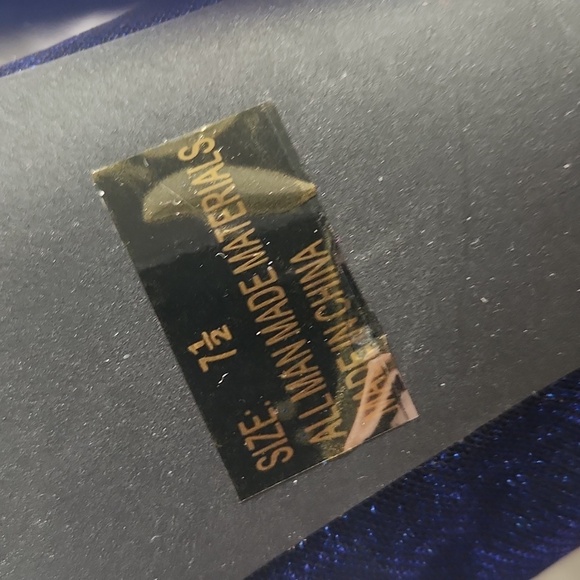 SIZE: 7½
ALL MAN MADE MATERIALS
MADE IN CHINA